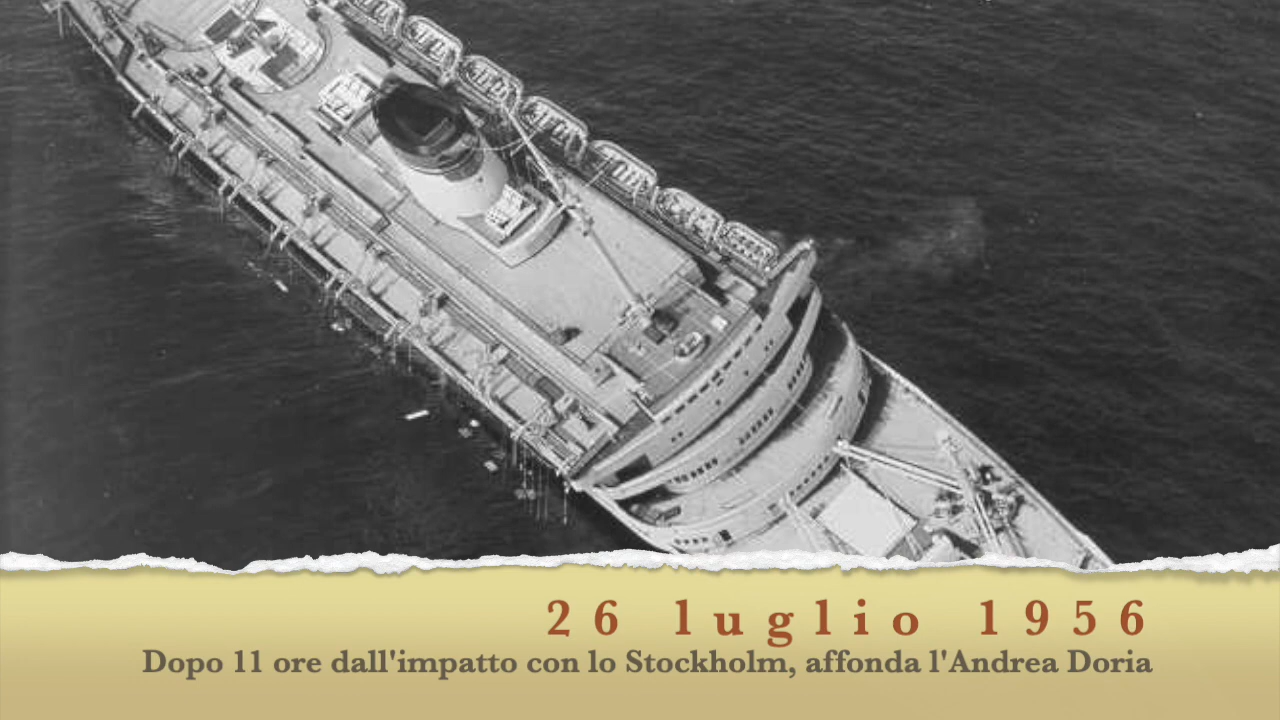 26 luglio 1956
Dopo 11 ore dall'impatto con lo Stockholm, affonda l'Andrea Doria